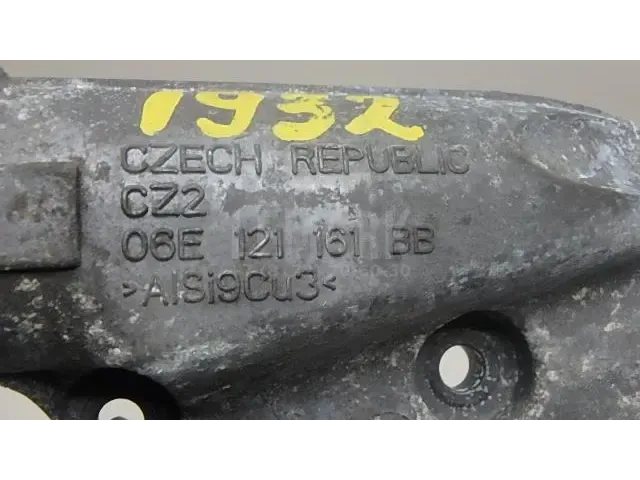 1932
CZECH REPUBLIC
CZ2
06E 121 161 BB
>AlSi9Cu3<